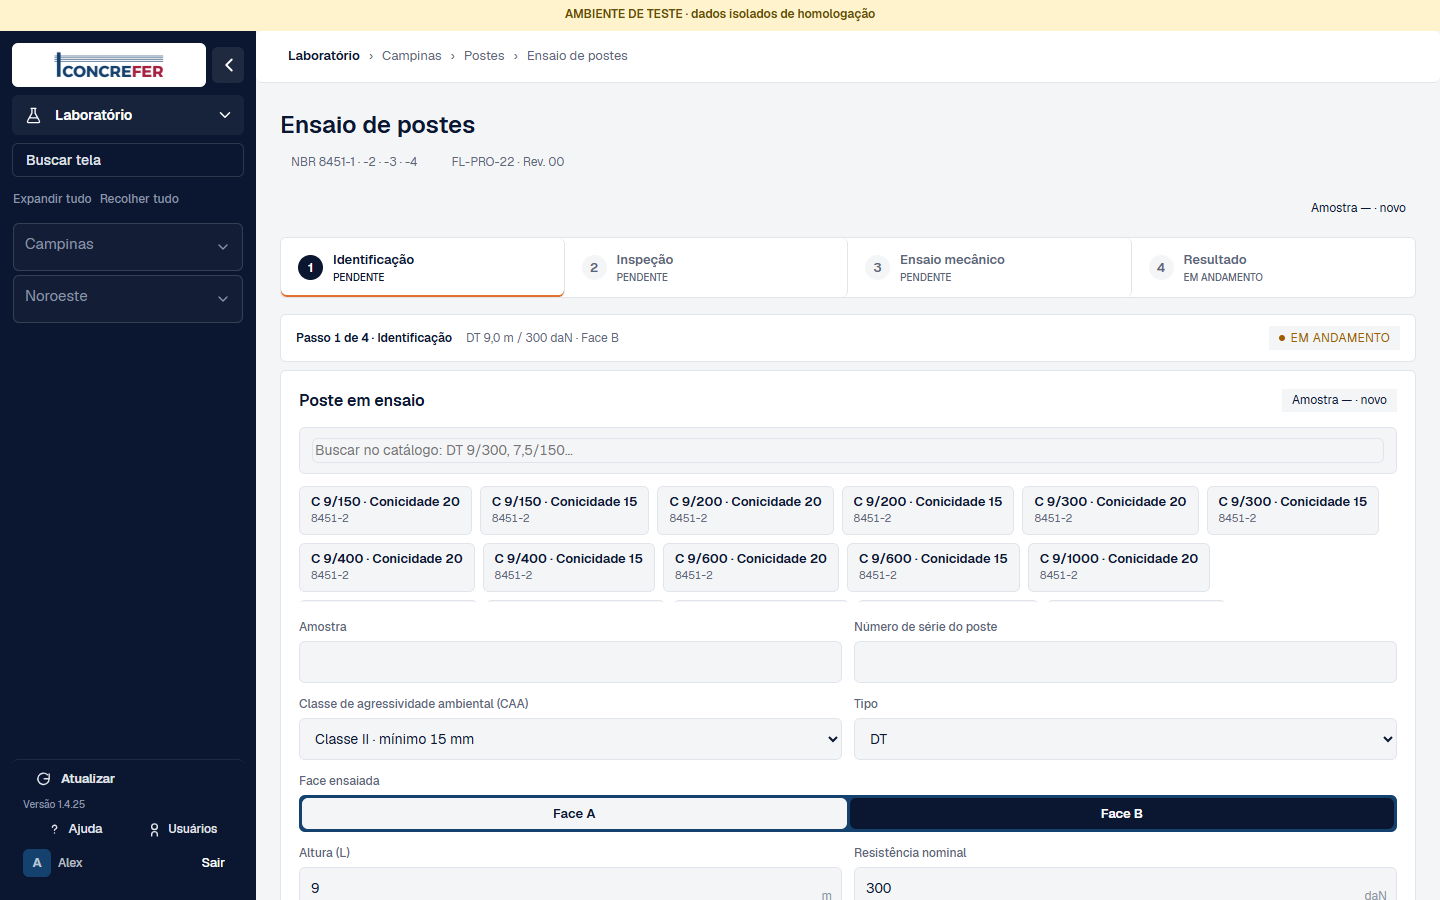 AMBIENTE DE TESTE · dados isolados de homologação
CONCREFER
Laboratório
Buscar tela
Expandir tudo Recolher tudo
Campinas
Noroeste
Atualizar
Versão 1.4.25
? Ajuda
Usuários
A Alex
Sair
Laboratório › Campinas › Postes › Ensaio de postes
Ensaio de postes
NBR 8451-1 · -2 · -3 · -4 FL-PRO-22 · Rev. 00
Amostra — · novo
1 Identificação
PENDENTE
2 Inspeção
PENDENTE
3 Ensaio mecânico
PENDENTE
4 Resultado
EM ANDAMENTO
Passo 1 de 4 · Identificação DT 9,0 m / 300 daN · Face B
• EM ANDAMENTO
Poste em ensaio
Amostra — · novo
Buscar no catálogo: DT 9/300, 7,5/150...
C 9/150 · Conicidade 20
8451-2
C 9/150 · Conicidade 15
8451-2
C 9/200 · Conicidade 20
8451-2
C 9/200 · Conicidade 15
8451-2
C 9/300 · Conicidade 20
8451-2
C 9/300 · Conicidade 15
8451-2
C 9/400 · Conicidade 20
8451-2
C 9/400 · Conicidade 15
8451-2
C 9/600 · Conicidade 20
8451-2
C 9/600 · Conicidade 15
8451-2
C 9/1000 · Conicidade 20
8451-2
Amostra
Número de série do poste
Classe de agressividade ambiental (CAA)
Classe II · mínimo 15 mm
Tipo
DT
Face ensaiada
Face A
Face B
Altura (L)
9 m
Resistência nominal
300 daN